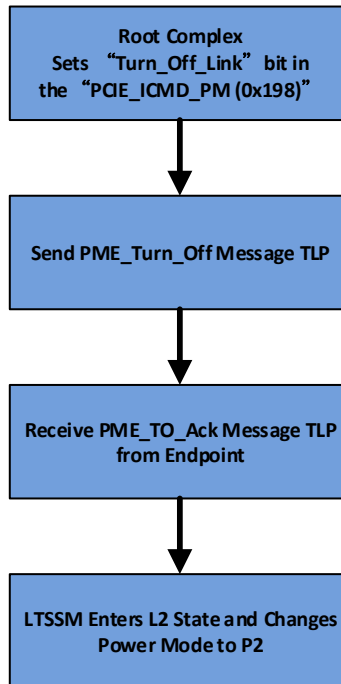 Root Complex
Sets “Turn_Off_Link” bit in
the “PCIE_ICMD_PM (0x198)”
Send PME_Turn_Off Message TLP
Receive PME_TO_Ack Message TLP
from Endpoint
LTSSM Enters L2 State and Changes
Power Mode to P2